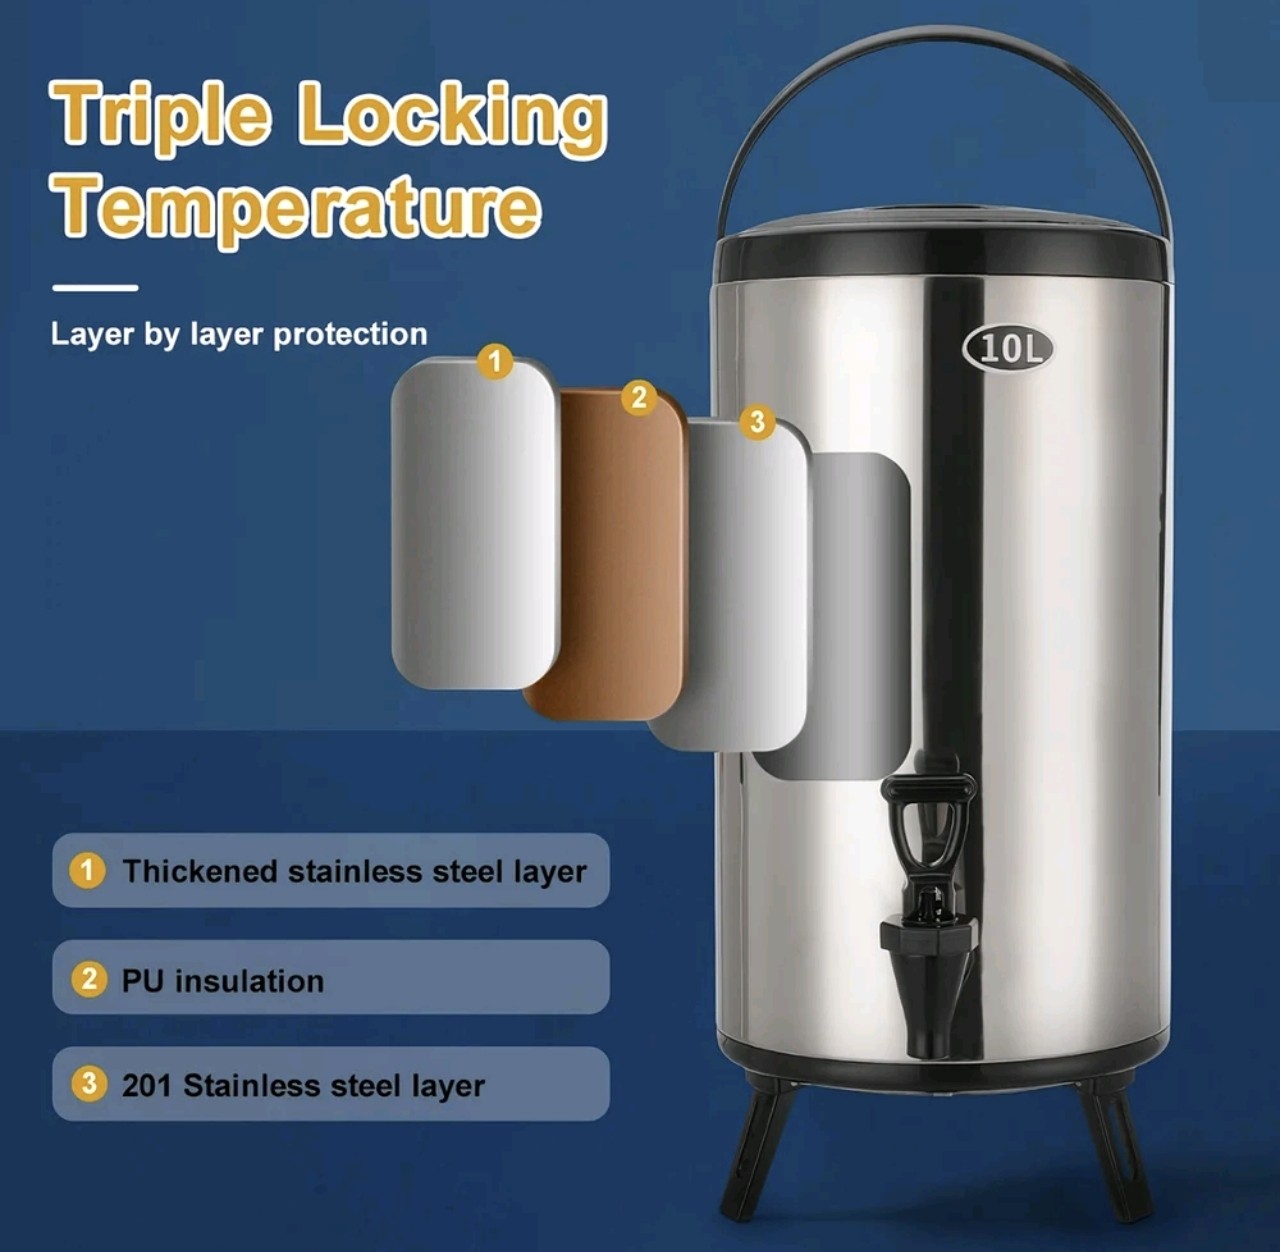 Triple Locking
Temperature
Layer by layer protection
1
2
3
10L
1 Thickened stainless steel layer
2 PU insulation
3 201 Stainless steel layer